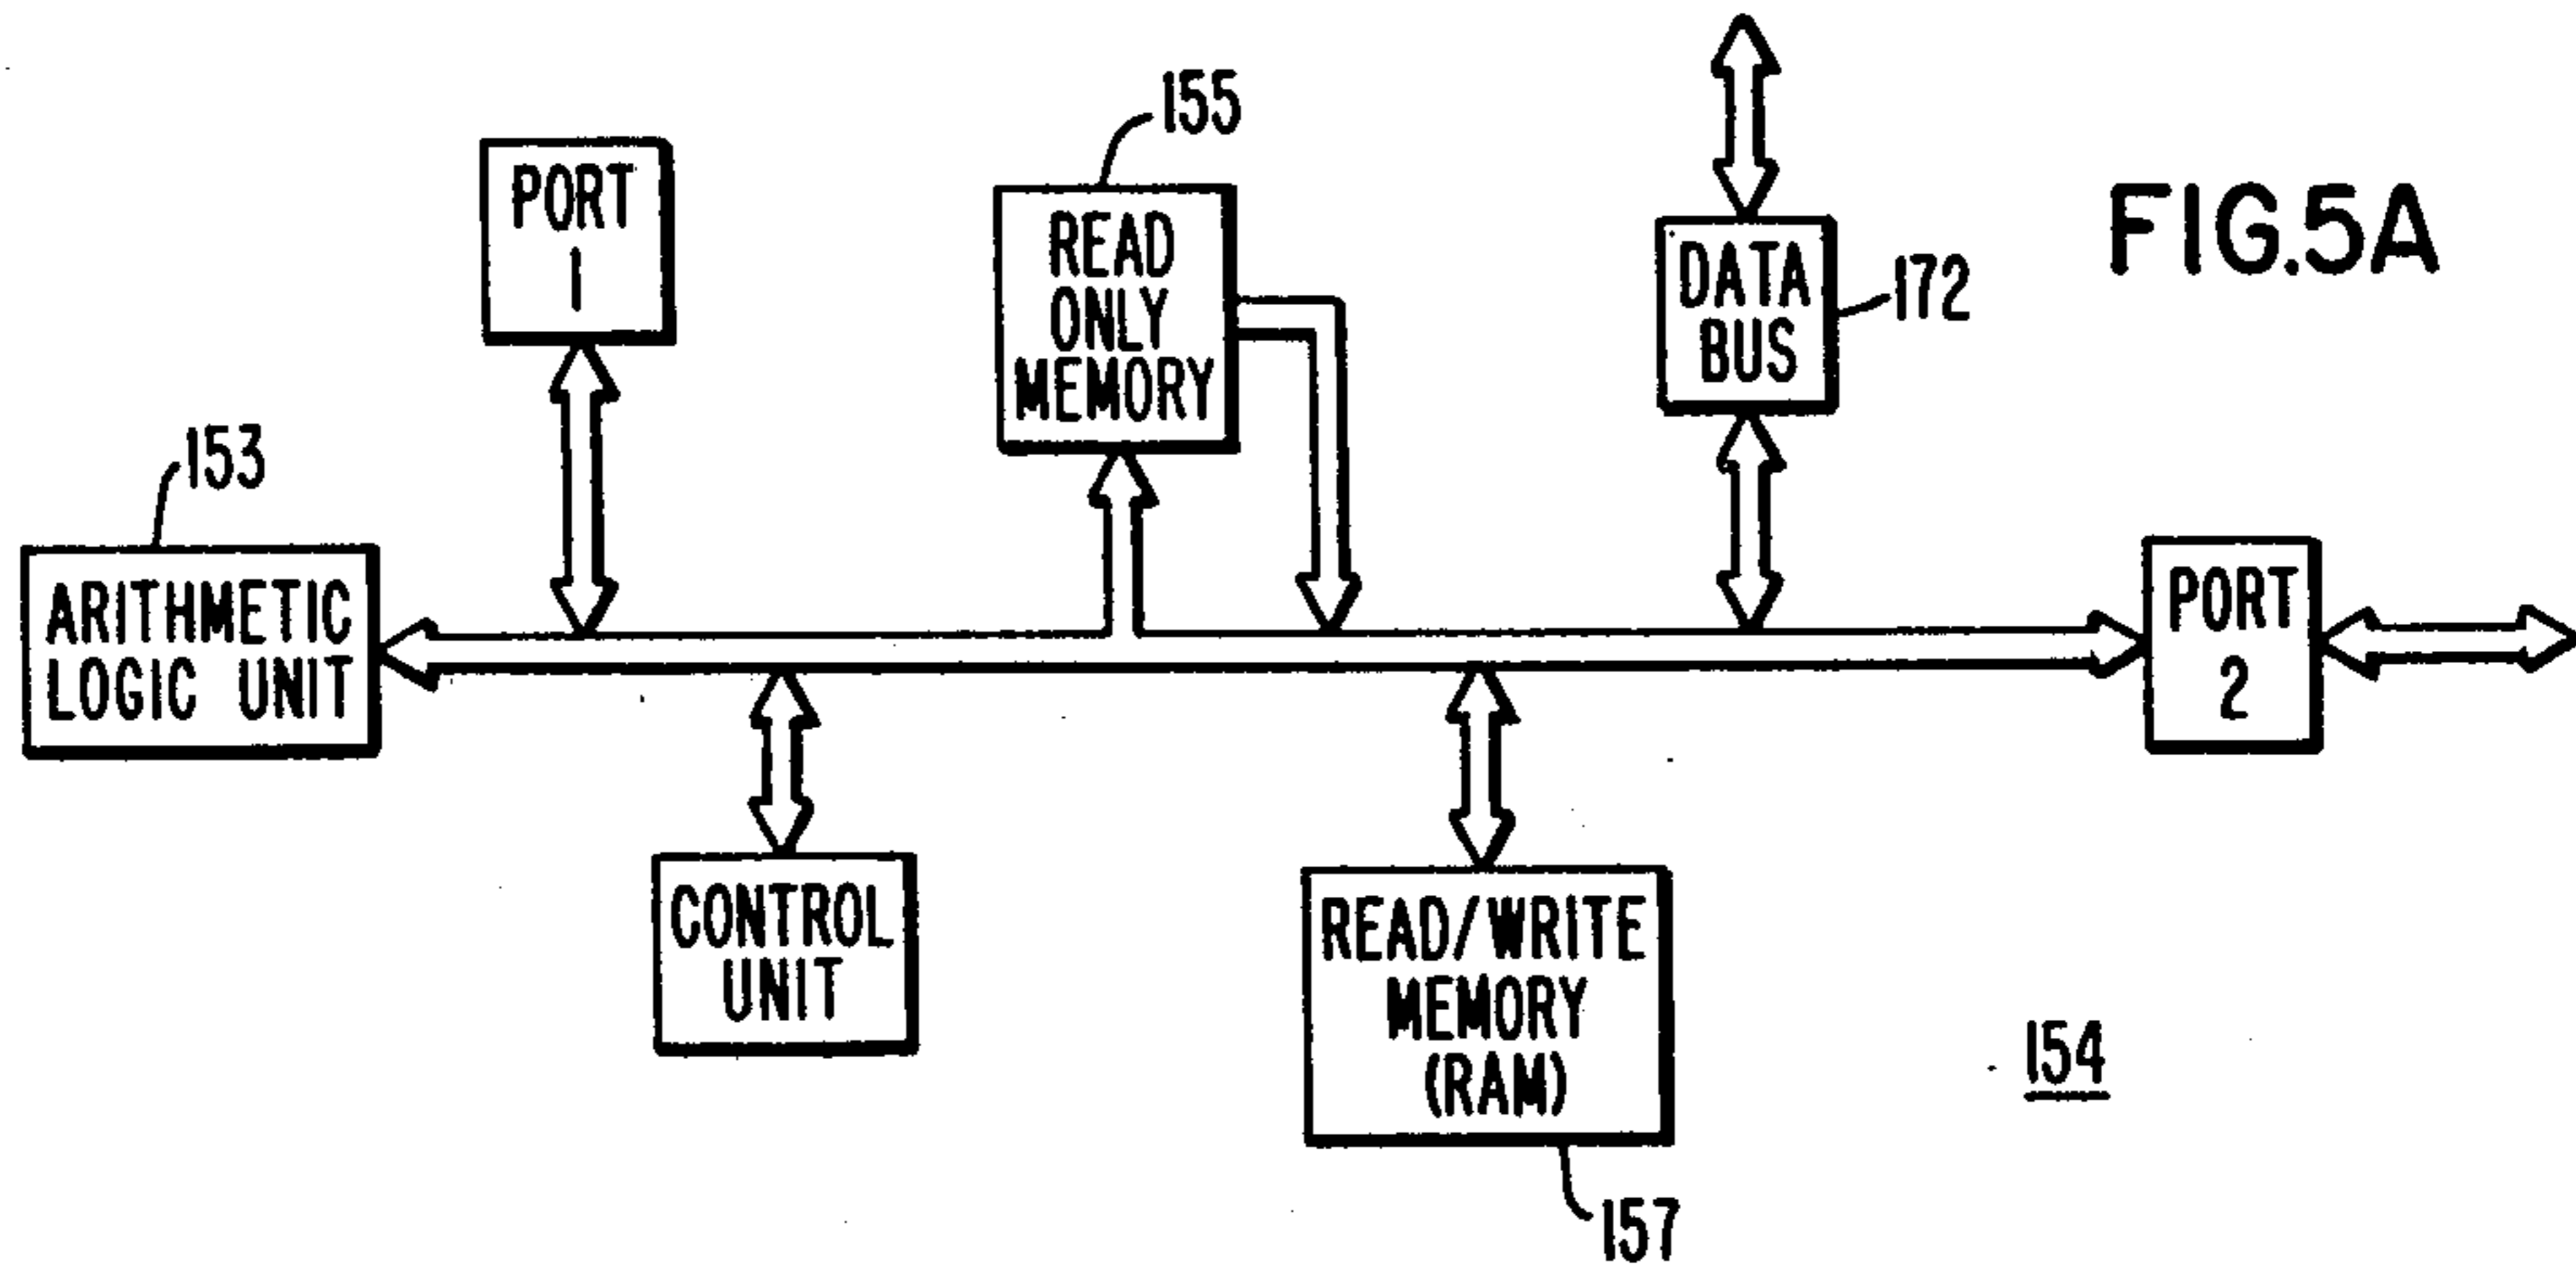 155
PORT
1
READ
ONLY
MEMORY
DATA
BUS
172
FIG.5A
153
ARITHMETIC
LOGIC UNIT
PORT
2
CONTROL
UNIT
READ/WRITE
MEMORY
(RAM)
154
157